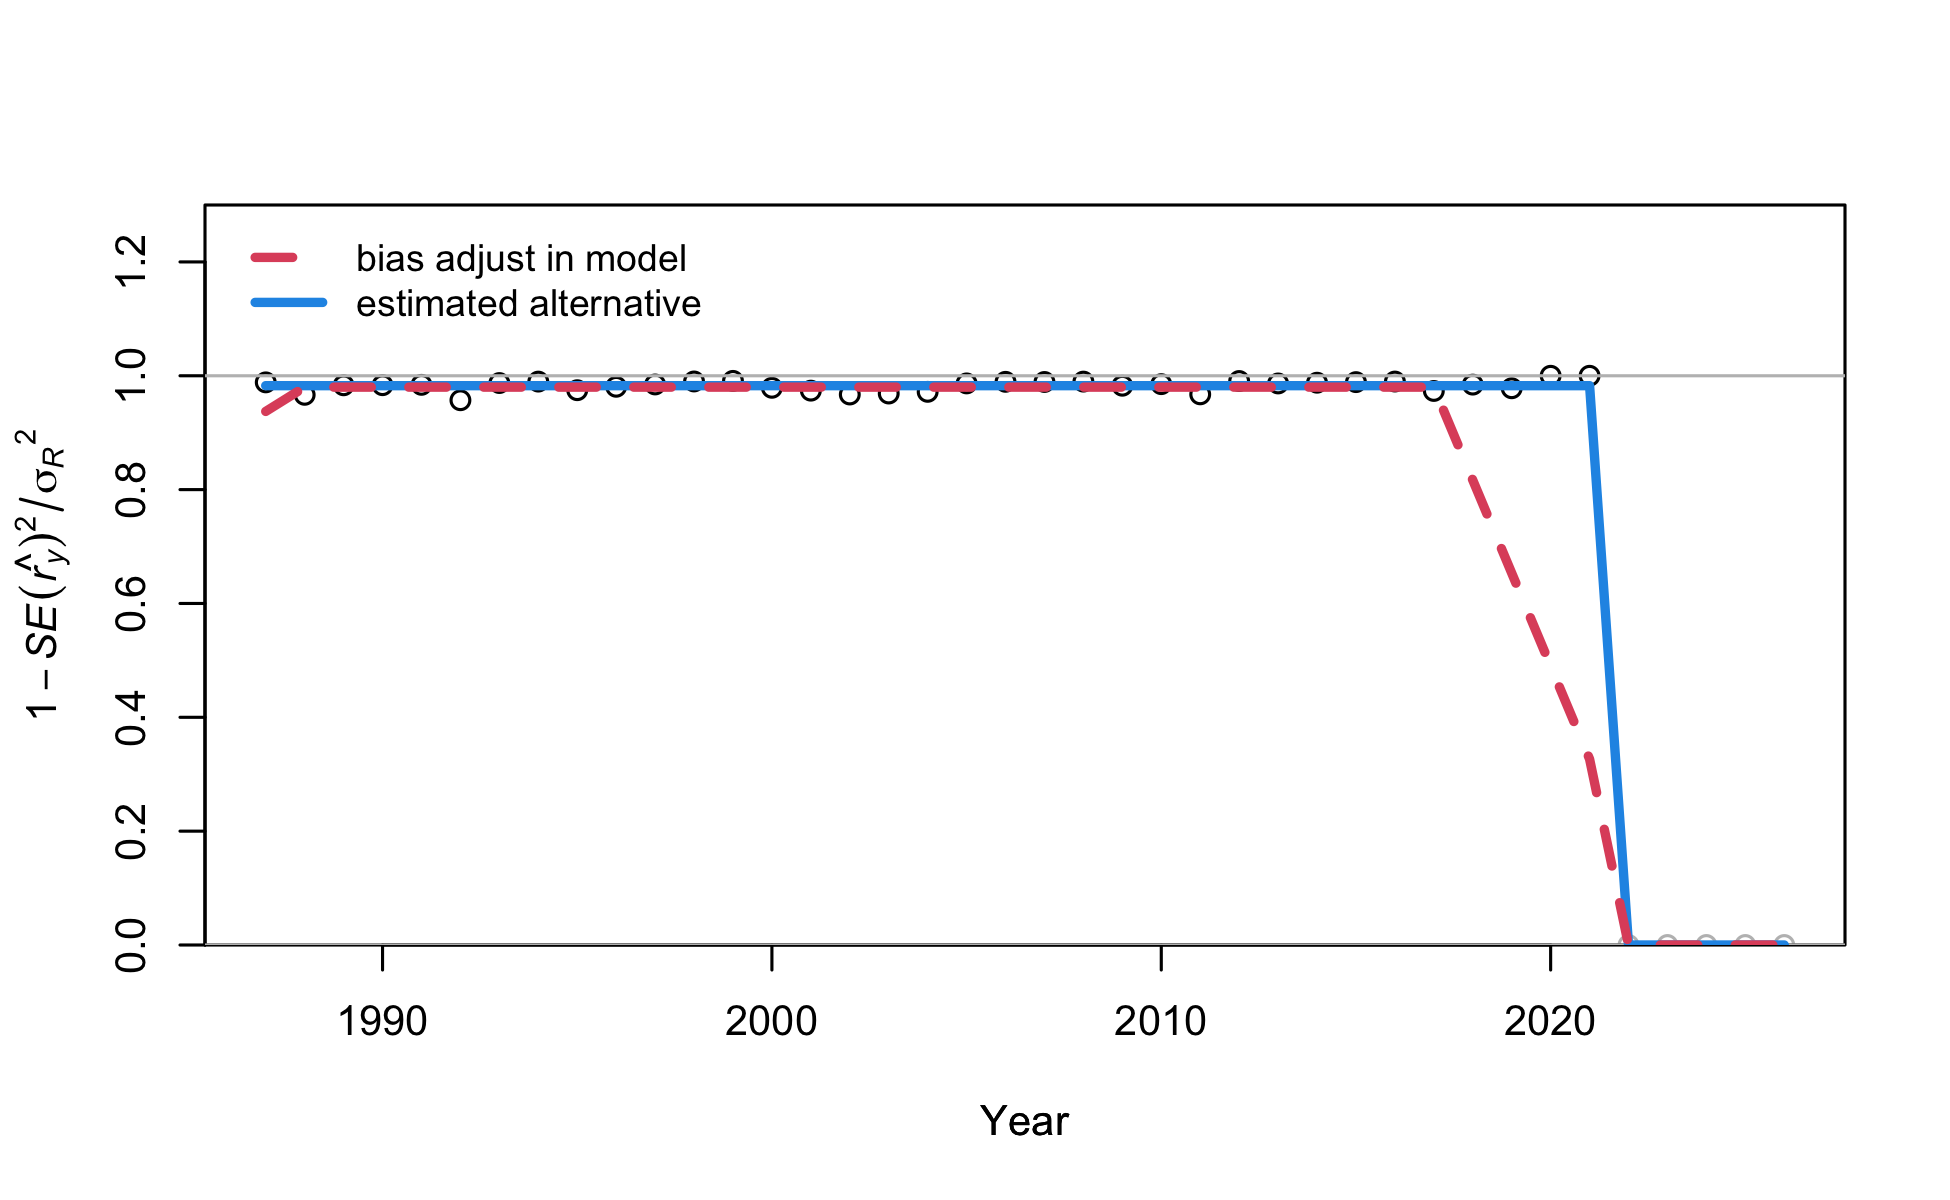 bias adjust in model
estimated alternative
1 − SE(r̂y)²/σR²
0.0 0.2 0.4 0.6 0.8 1.0 1.2
1990 2000 2010 2020
Year